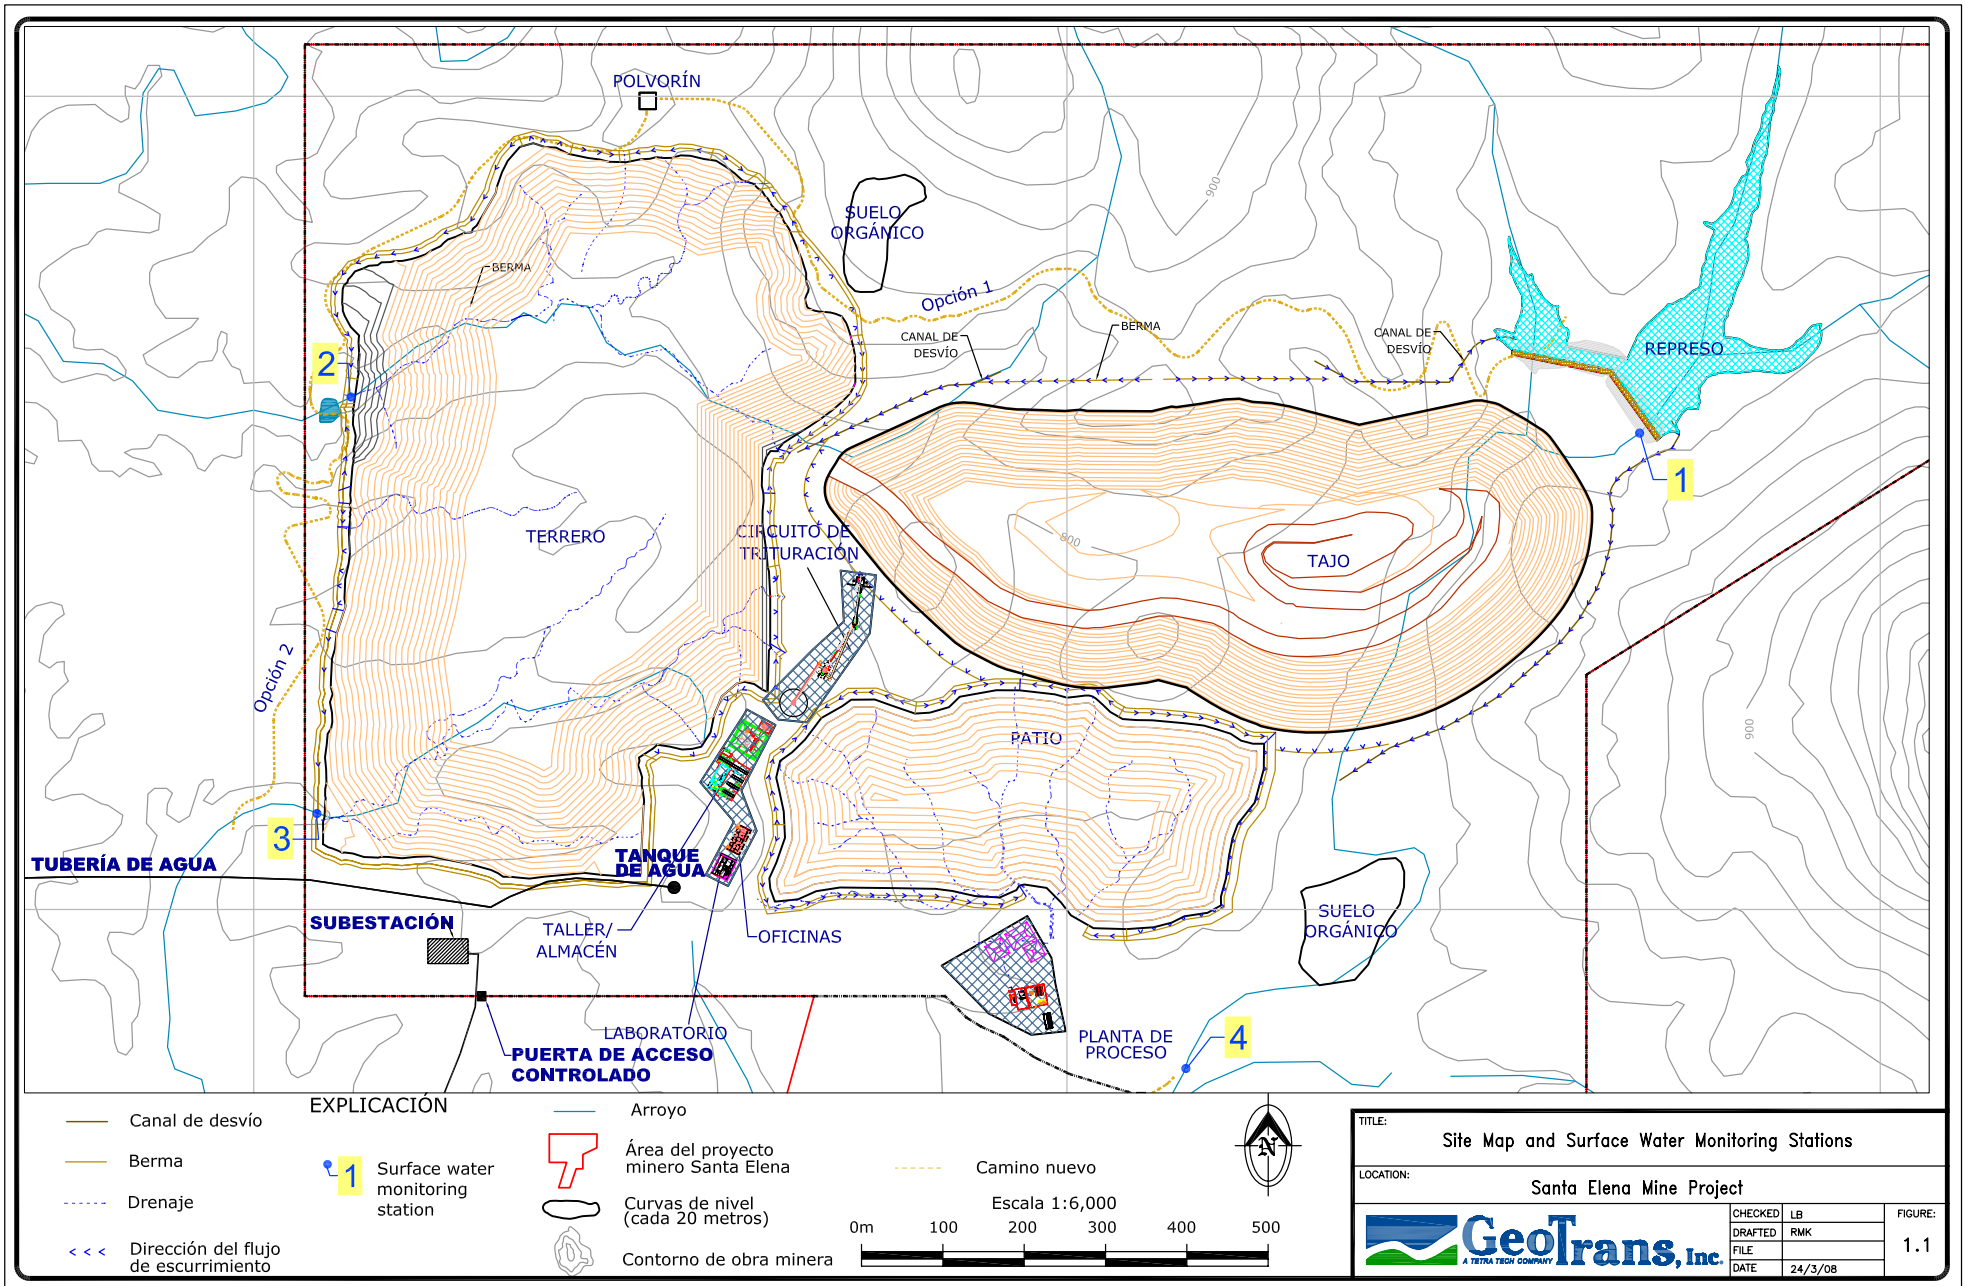 POLVORÍN
SUELO
ORGÁNICO
900
BERMA
Opción 1
CANAL DE
DESVÍO
BERMA
CANAL DE
DESVÍO
REPRESO
2
1
TERRERO
CIRCUITO DE
TRITURACIÓN
800
TAJO
Opción 2
PATIO
900
3
TUBERÍA DE AGUA
TANQUE
DE AGUA
SUBESTACIÓN
TALLER/
ALMACÉN
OFICINAS
SUELO
ORGÁNICO
LABORATORIO
PUERTA DE ACCESO
CONTROLADO
PLANTA DE
PROCESO
4
EXPLICACIÓN
Canal de desvío
Berma
Drenaje
< < < Dirección del flujo
de escurrimiento
1
Surface water
monitoring
station
Arroyo
Área del proyecto
minero Santa Elena
Curvas de nivel
(cada 20 metros)
Contorno de obra minera
Camino nuevo
Escala 1:6,000
0m 100 200 300 400 500
N
TITLE:
Site Map and Surface Water Monitoring Stations
LOCATION:
Santa Elena Mine Project
GeoTrans, Inc.
A TETRA TECH COMPANY
CHECKED LB
DRAFTED RMK
FILE
DATE 24/3/08
FIGURE:
1.1